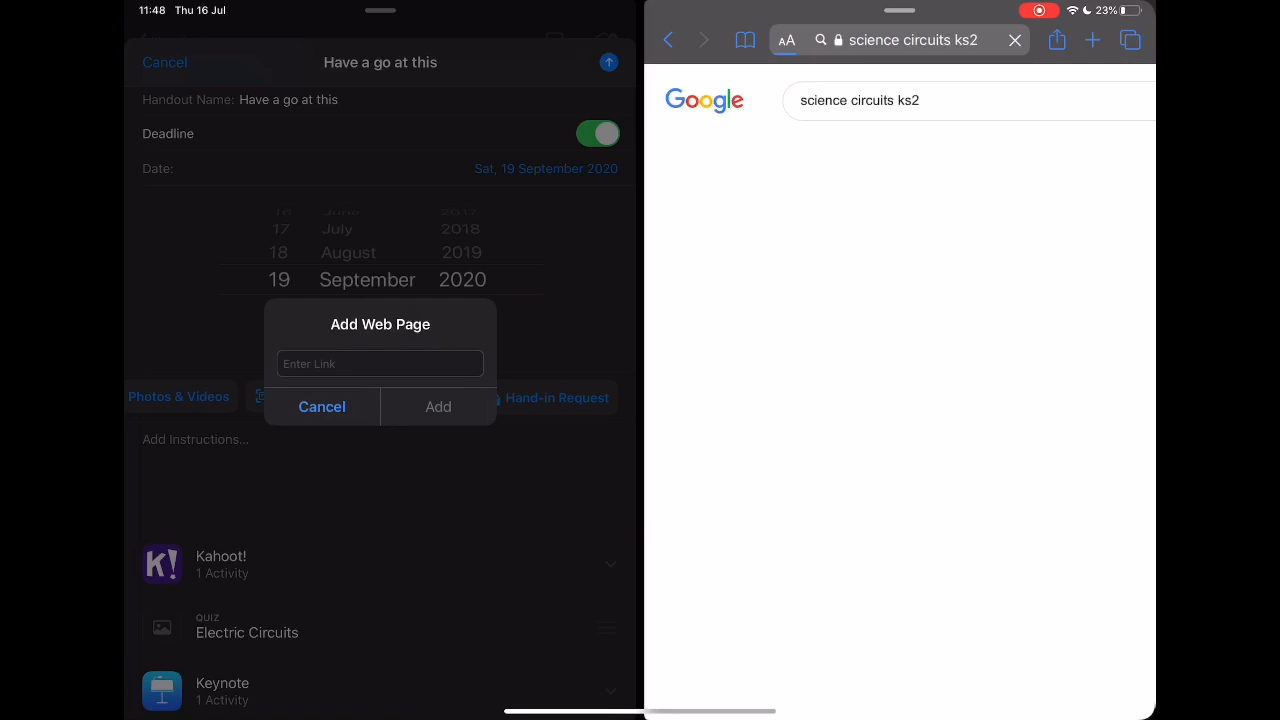 11:48 Thu 16 Jul
Cancel
Have a go at this
Handout Name: Have a go at this
Deadline
Date:
Sat, 19 September 2020
16 June 2017
17 July 2018
18 August 2019
19 September 2020
Add Web Page
Enter Link
Cancel
Add
Photos & Videos
Hand-in Request
Add Instructions...
K!
Kahoot!
1 Activity
QUIZ
Electric Circuits
Keynote
1 Activity
23%
AA
science circuits ks2
Google
science circuits ks2